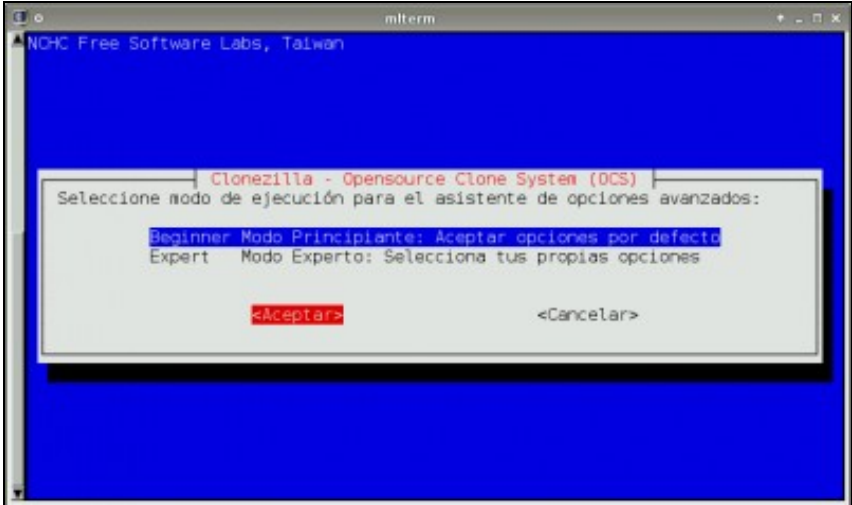 mlterm
NCHC Free Software Labs, Taiwan
Clonezilla - Opensource Clone System (OCS)
Seleccione modo de ejecución para el asistente de opciones avanzados:
Beginner Modo Principiante: Aceptar opciones por defecto
Expert Modo Experto: Selecciona tus propias opciones
<Aceptar> <Cancelar>